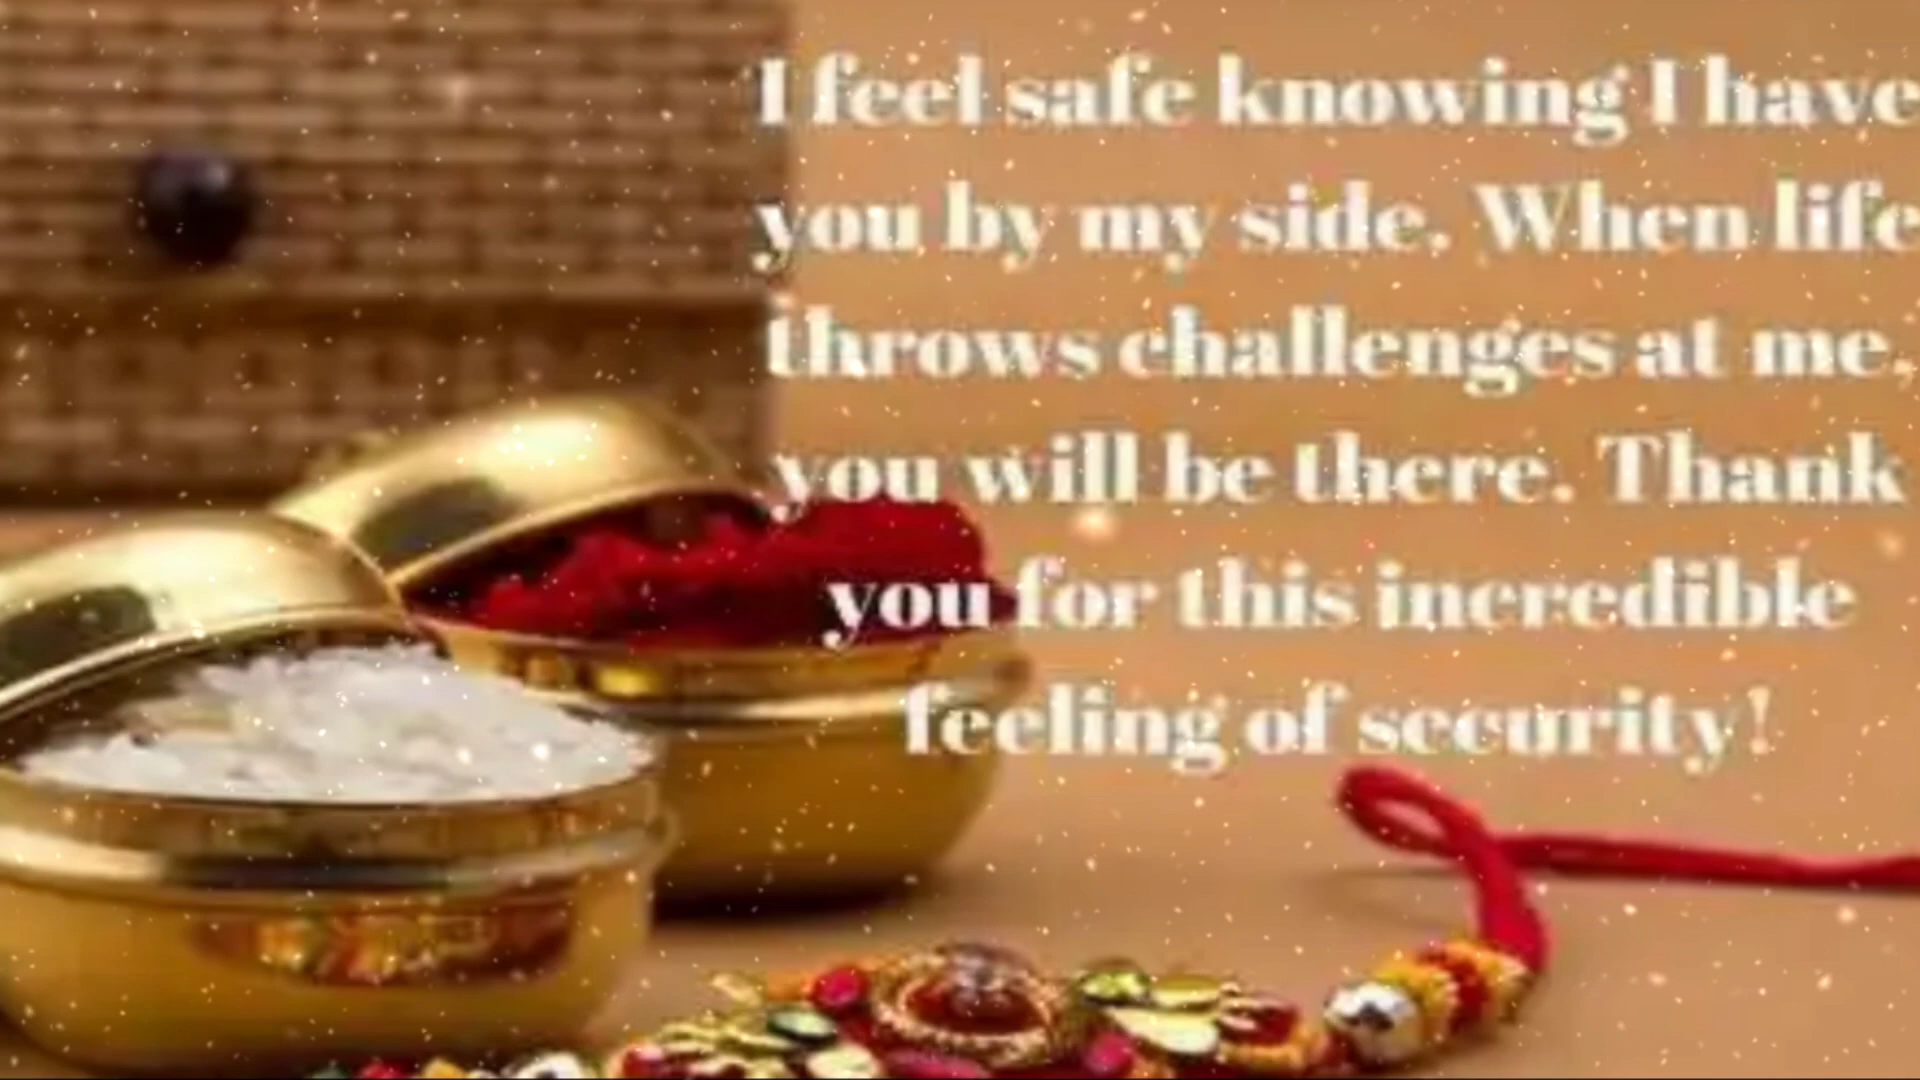 I feel safe knowing I have
you by my side. When life
throws challenges at me,
you will be there. Thank
you for this incredible
feeling of security!